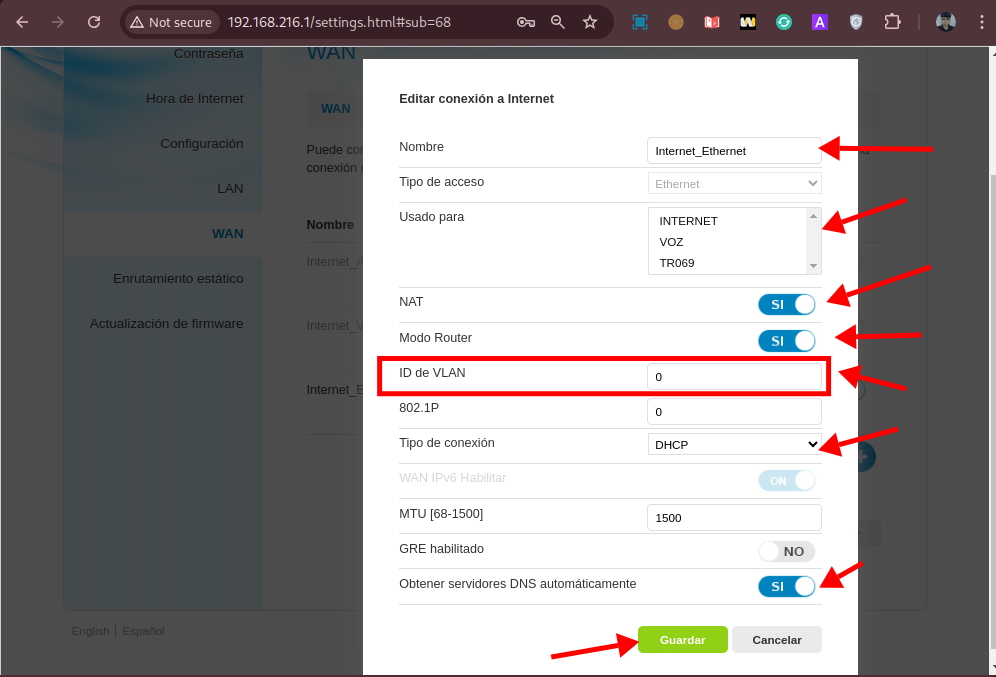 Not secure 192.168.216.1/settings.html#sub=68
Contraseña
Hora de Internet
Configuración
LAN
WAN
Enrutamiento estático
Actualización de firmware
English | Español
WAN
WAN
Puede
conexión
Nombre
Internet_A
Internet_V
Internet_E
Editar conexión a Internet
Nombre Internet_Ethernet
Tipo de acceso Ethernet
Usado para INTERNET
VOZ
TR069
NAT SI
Modo Router SI
ID de VLAN 0
802.1P 0
Tipo de conexión DHCP
WAN IPv6 Habilitar ON
MTU [68-1500] 1500
GRE habilitado NO
Obtener servidores DNS automáticamente SI
Guardar Cancelar